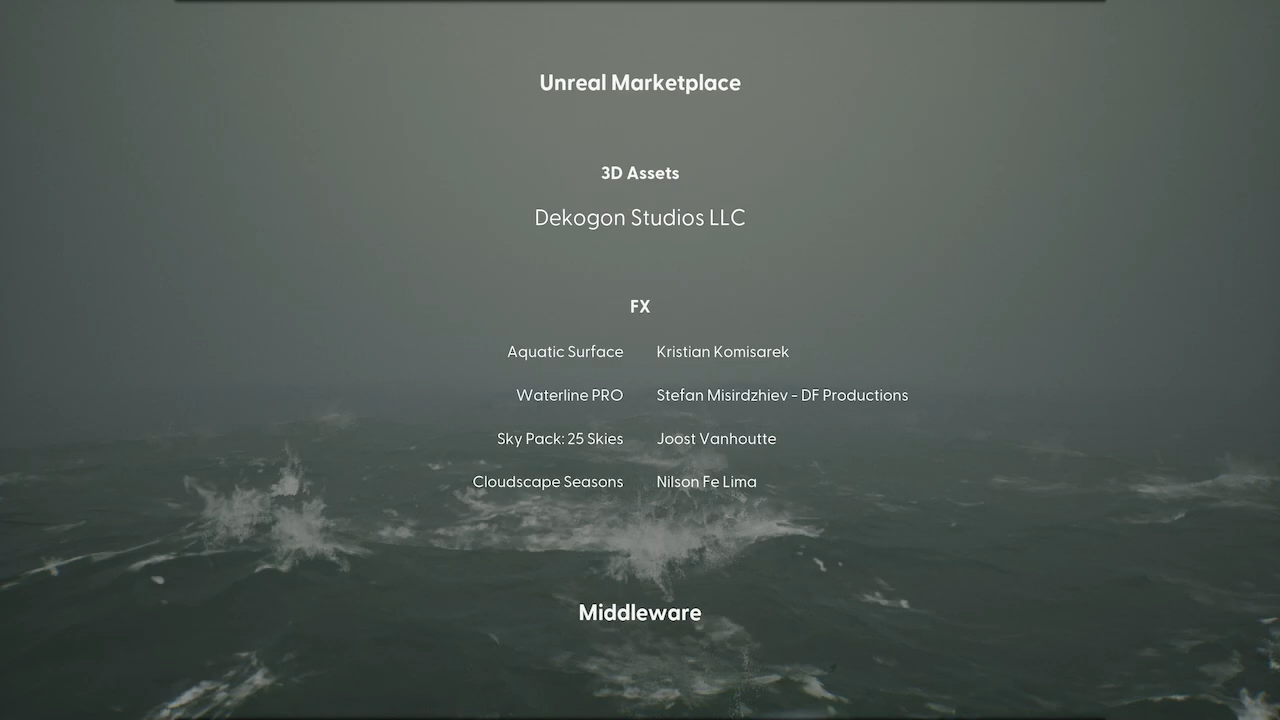 Unreal Marketplace
3D Assets
Dekogon Studios LLC
FX
Aquatic Surface Kristian Komisarek
Waterline PRO Stefan Misirdzhiev - DF Productions
Sky Pack: 25 Skies Joost Vanhoutte
Cloudscape Seasons Nilson Fe Lima
Middleware